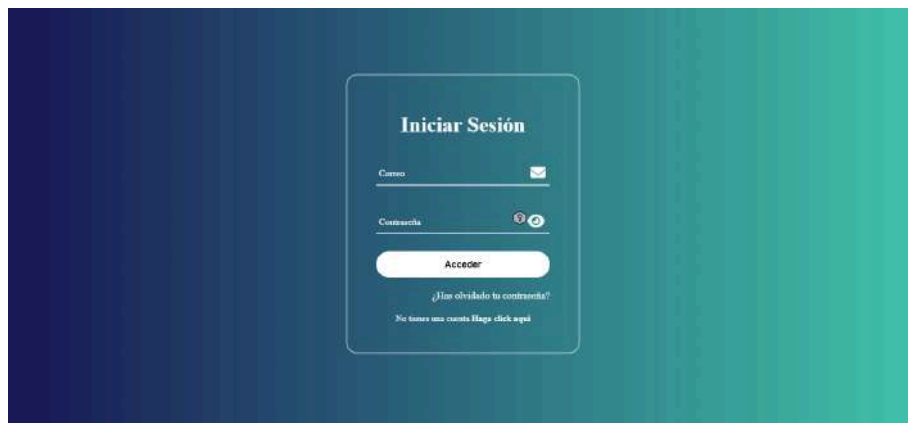 Iniciar Sesión
Correo
Contraseña
Acceder
¿Has olvidado tu contraseña?
No tienes una cuenta Haga click aquí